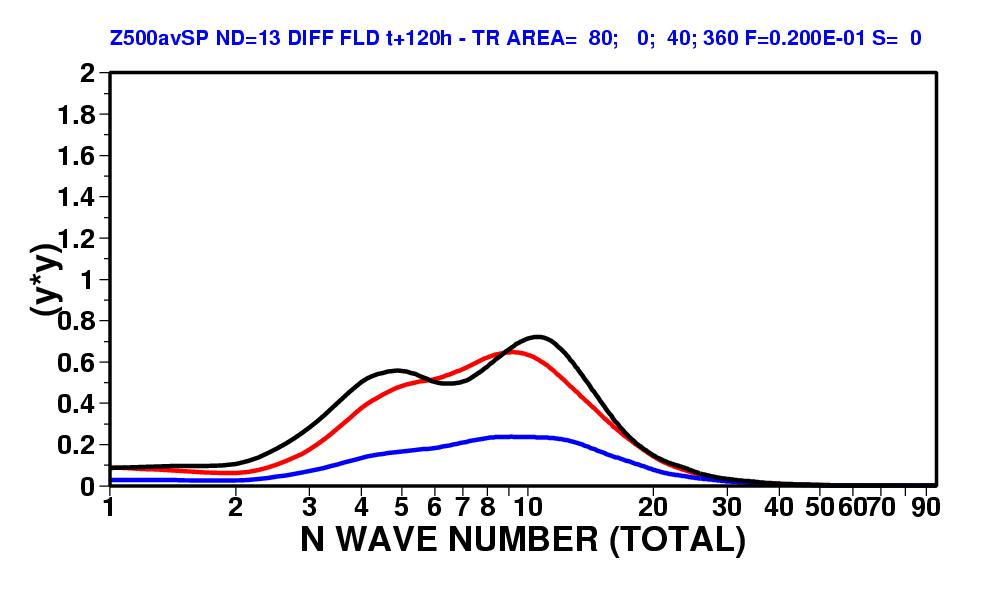 Z500avSP ND=13 DIFF FLD t+120h - TR AREA= 80; 0; 40; 360 F=0.200E-01 S= 0
2
1.8
1.6
1.4
1.2
1
0.8
0.6
0.4
0.2
0
(y*y)
1 2 3 4 5 6 7 8 10 20 30 40 50 60 70 90
N WAVE NUMBER (TOTAL)